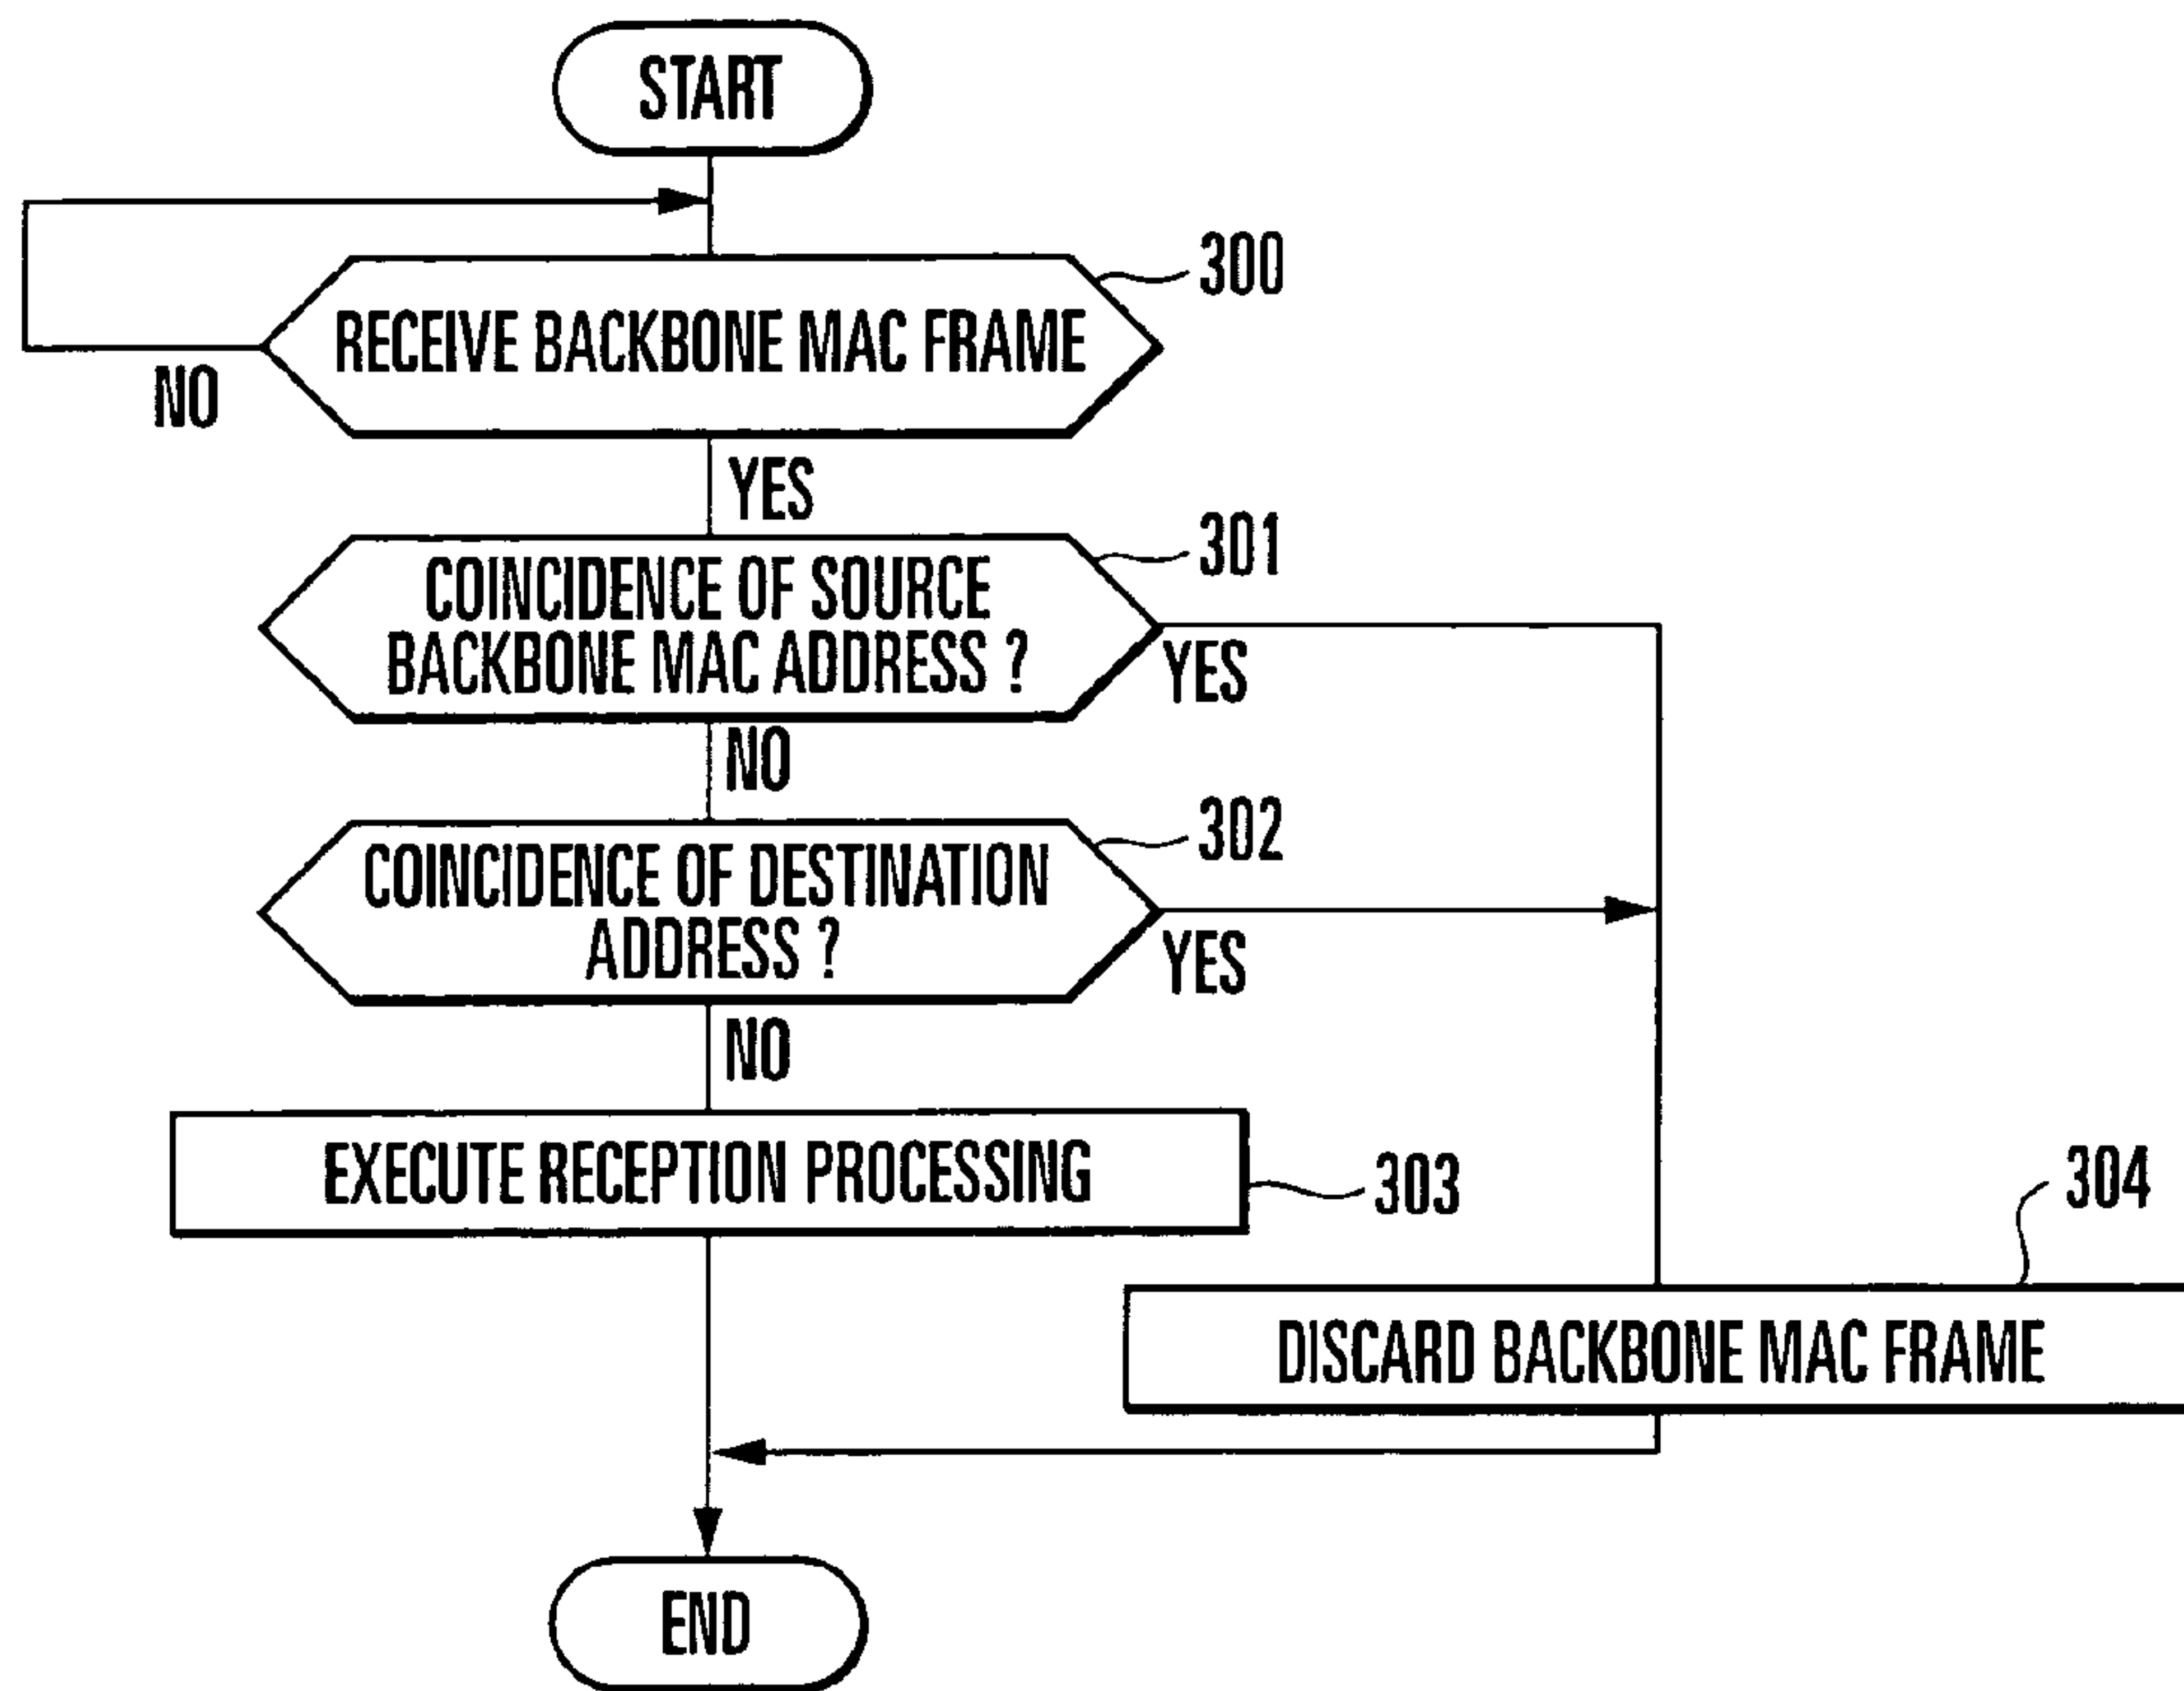 START
300
RECEIVE BACKBONE MAC FRAME
NO
YES
301
COINCIDENCE OF SOURCE
BACKBONE MAC ADDRESS ?
YES
NO
302
COINCIDENCE OF DESTINATION
ADDRESS ?
YES
NO
EXECUTE RECEPTION PROCESSING
303
304
DISCARD BACKBONE MAC FRAME
END